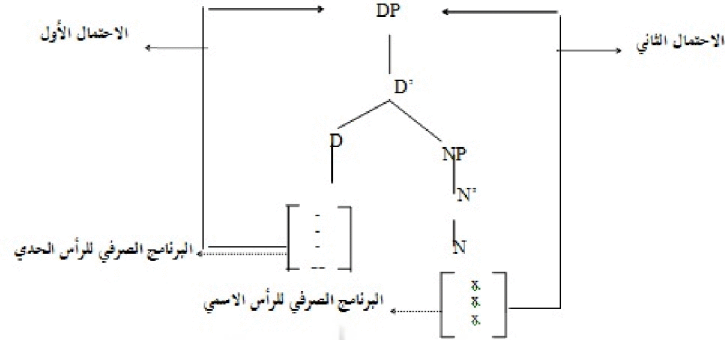 DP
الاحتمال الأول
الاحتمال الثاني
D'
D
NP
N'
البرنامج الصرفي للرأس الحدي
N
البرنامج الصرفي للرأس الاسمي